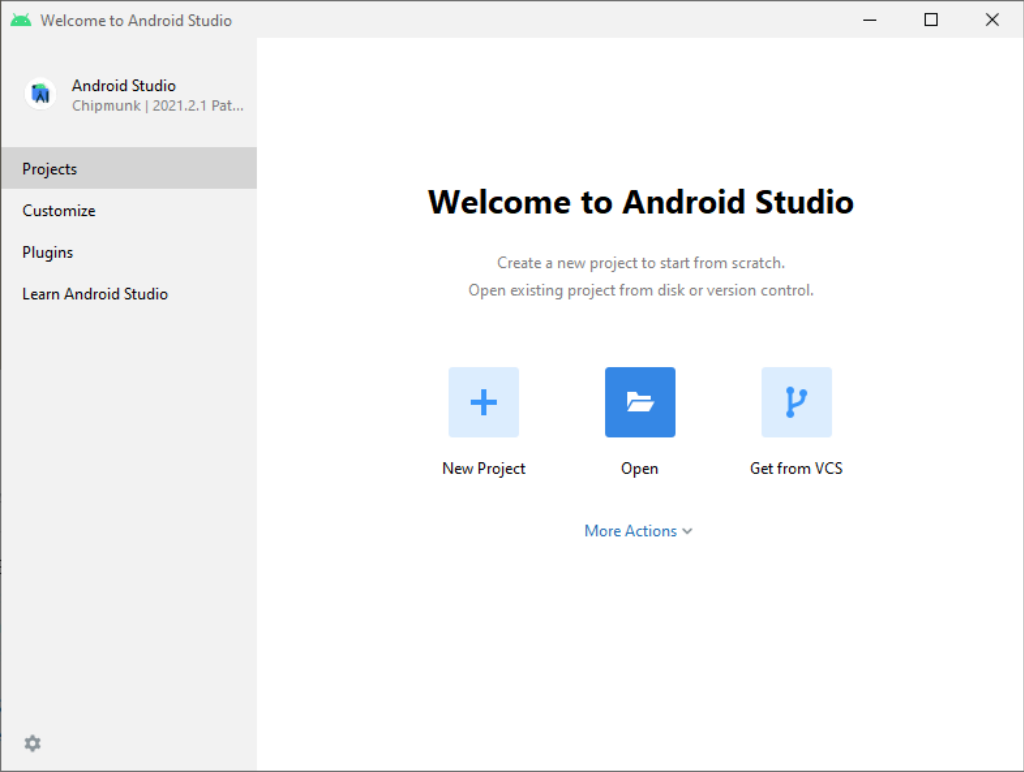 Welcome to Android Studio
Android Studio
Chipmunk | 2021.2.1 Pat...
Projects
Customize
Plugins
Learn Android Studio
Welcome to Android Studio
Create a new project to start from scratch.
Open existing project from disk or version control.
New Project
Open
Get from VCS
More Actions